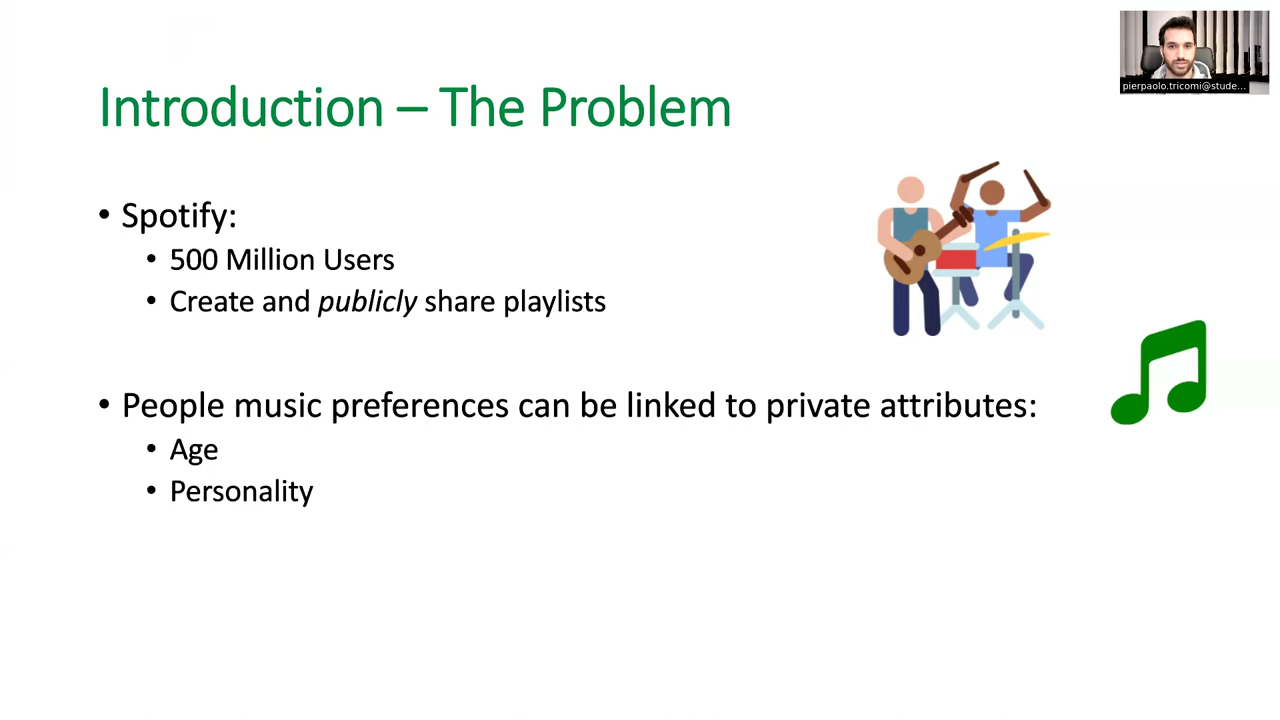 pierpaolo.tricomi@stude...
Introduction – The Problem
• Spotify:
• 500 Million Users
• Create and publicly share playlists
• People music preferences can be linked to private attributes:
• Age
• Personality